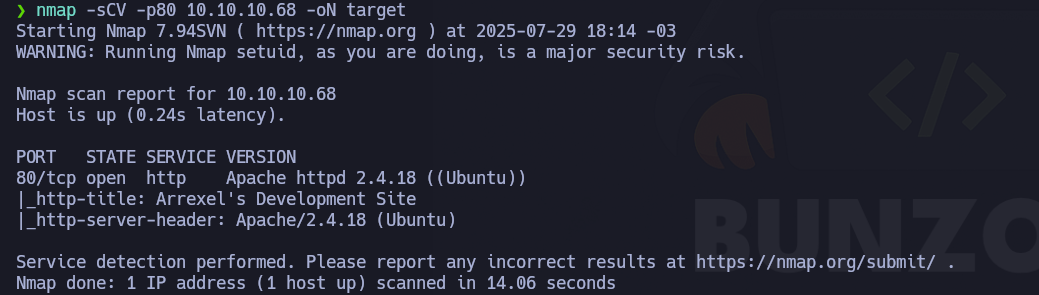 ❯ nmap -sCV -p80 10.10.10.68 -oN target
Starting Nmap 7.94SVN ( https://nmap.org ) at 2025-07-29 18:14 -03
WARNING: Running Nmap setuid, as you are doing, is a major security risk.

Nmap scan report for 10.10.10.68
Host is up (0.24s latency).

PORT   STATE SERVICE VERSION
80/tcp open  http    Apache httpd 2.4.18 ((Ubuntu))
|_http-title: Arrexel's Development Site
|_http-server-header: Apache/2.4.18 (Ubuntu)
</>
BUNZO

Service detection performed. Please report any incorrect results at https://nmap.org/submit/ .
Nmap done: 1 IP address (1 host up) scanned in 14.06 seconds